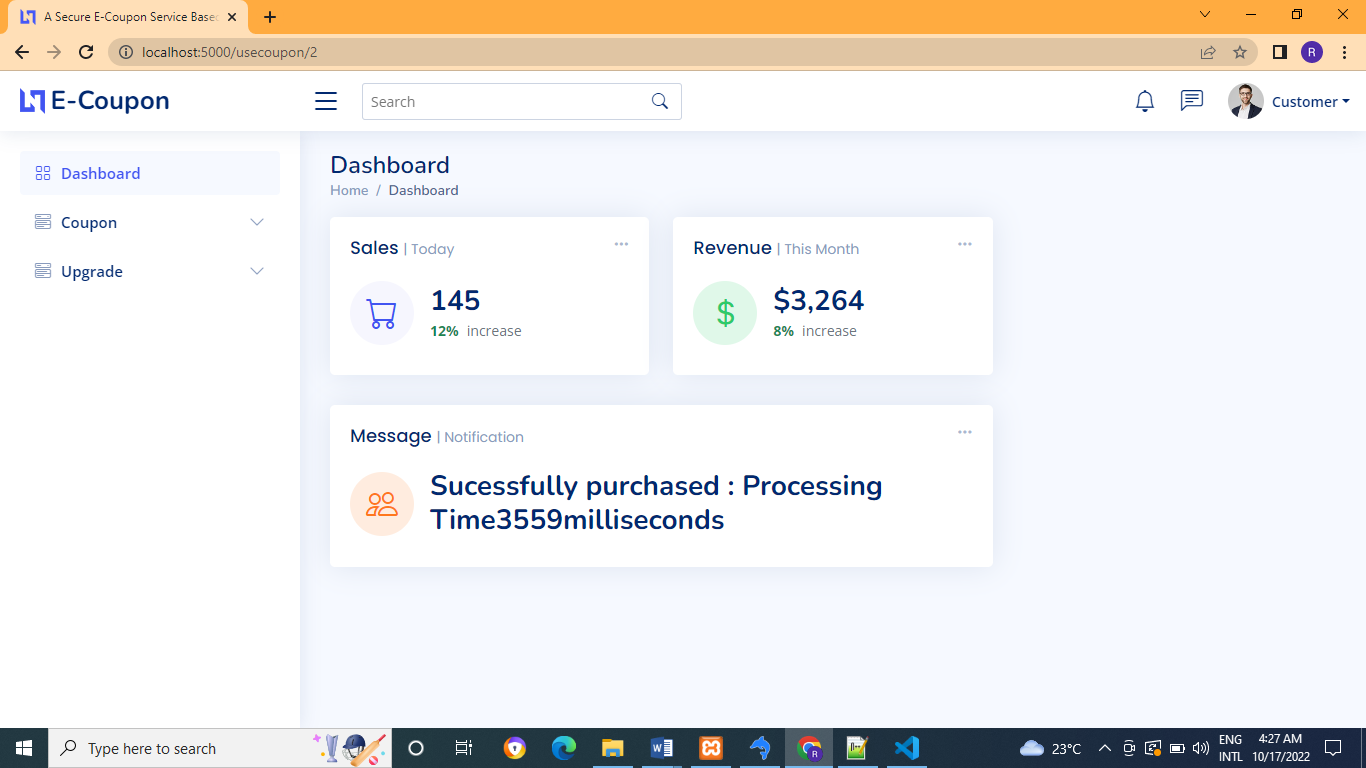 A Secure E-Coupon Service Based
localhost:5000/usecoupon/2
R
E-Coupon
Search
Customer
Dashboard
Coupon
Upgrade
Dashboard
Home / Dashboard
Sales | Today
145
12% increase
Revenue | This Month
$
$3,264
8% increase
Message | Notification
Sucessfully purchased : Processing
Time3559milliseconds
Type here to search
23°C
ENG
INTL
4:27 AM
10/17/2022